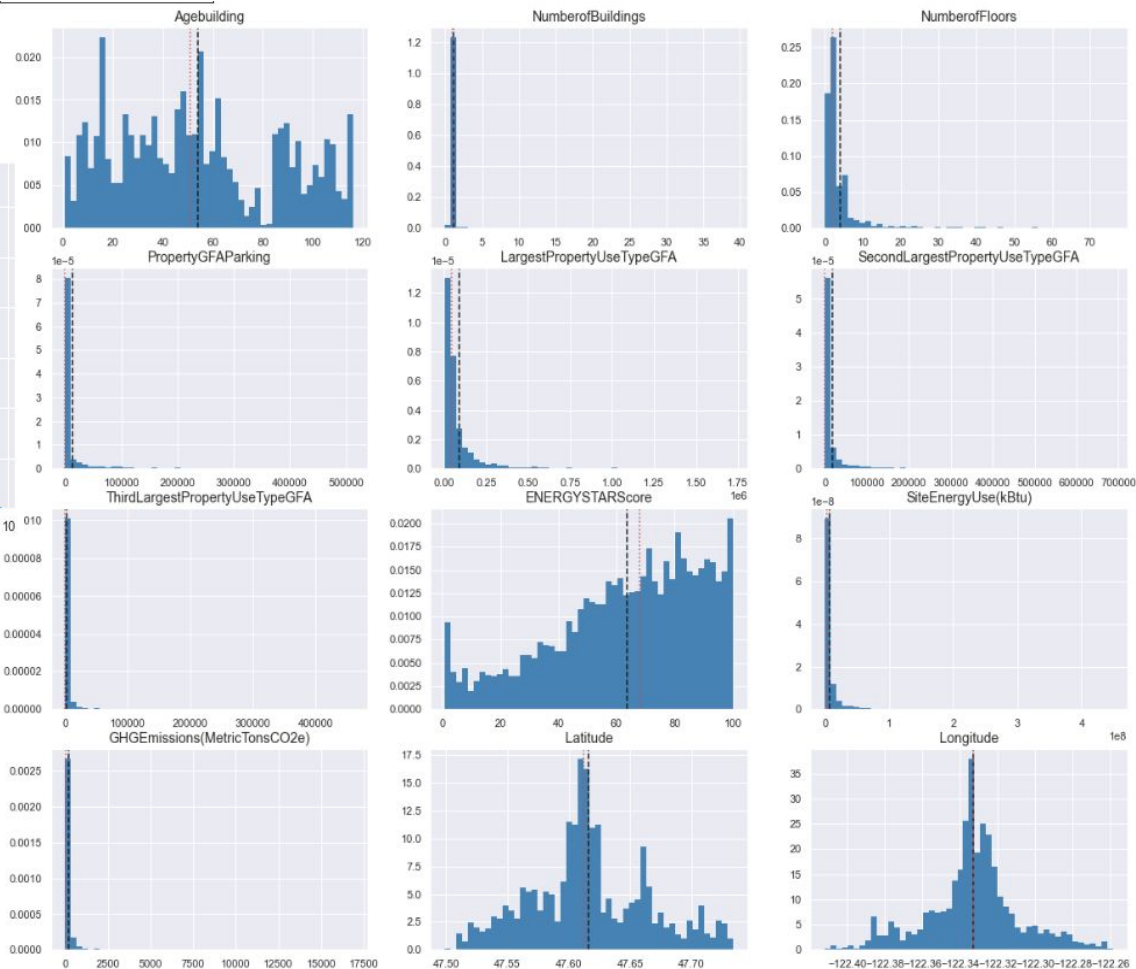 Agebuilding NumberofBuildings NumberofFloors
0.020 1.2 0.25
1.0 0.20
0.015 0.8 0.15
0.010 0.6 0.10
005 0.4 0.05
0.2
000 0.0 0.00
0 20 40 60 80 100 120 0 5 10 15 20 25 30 35 40 0 10 20 30 40 50 60 70
1e−5 PropertyGFAParking 1e−5 LargestPropertyUseTypeGFA 1e−5 SecondLargestPropertyUseTypeGFA
8
7 1.2 5
6 1.0 4
5 0.8
4 0.6 3
3 2
2 0.4
1 0.2 1
0 0.0 0
0 100000 200000 300000 400000 500000 0.00 0.25 0.50 0.75 1.00 1.25 1.50 1.75 0 100000 200000 300000 400000 500000 600000 700000
1e6
ThirdLargestPropertyUseTypeGFA ENERGYSTARScore 1e−8 SiteEnergyUse(kBtu)
10 010 0.0200
0.0175 8
0.00008 0.0150
0.00006 0.0125 6
0.0100
0.00004 0.0075 4
0.00002 0.0050 2
0.0025
0.00000 0.0000 0
0 100000 200000 300000 400000 0 20 40 60 80 100 0 1 2 3 4
1e8
GHGEmissions(MetricTonsCO2e) Latitude Longitude
17.5 35
0.0025 15.0 30
0.0020 12.5 25
0.0015 10.0 20
7.5 15
0.0010 5.0 10
0.0005 2.5 5
0.0000 0.0 0
0 2500 5000 7500 10000 12500 15000 17500 47.50 47.55 47.60 47.65 47.70 −122.40 −122.38 −122.36 −122.34 −122.32 −122.30 −122.28 −122.26